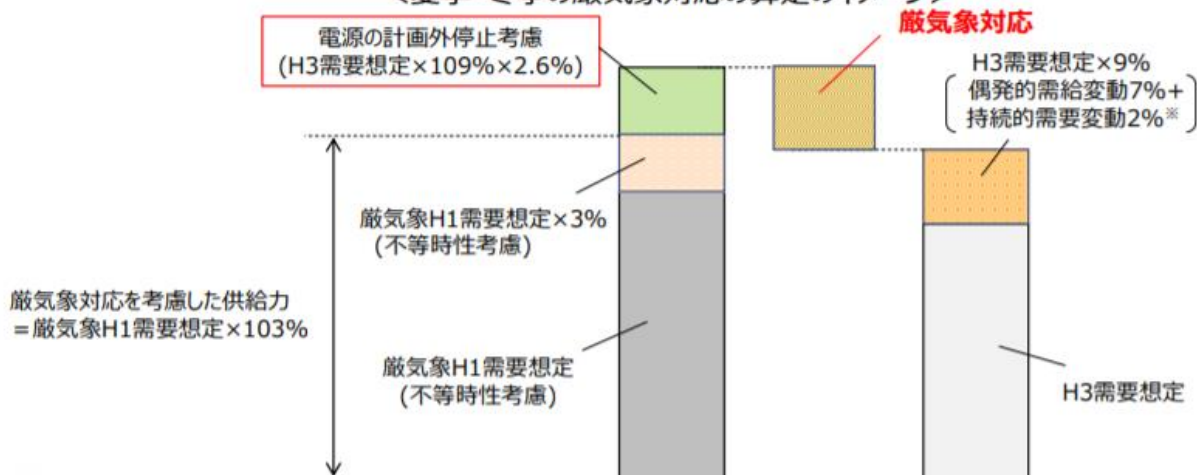 厳気象対応
電源の計画外停止考慮
(H3需要想定×109%×2.6%)
H3需要想定×9%
偶発的需給変動7%+
持続的需要変動2%※
厳気象H1需要想定×3%
(不等時性考慮)
厳気象対応を考慮した供給力
=厳気象H1需要想定×103%
厳気象H1需要想定
(不等時性考慮)
H3需要想定